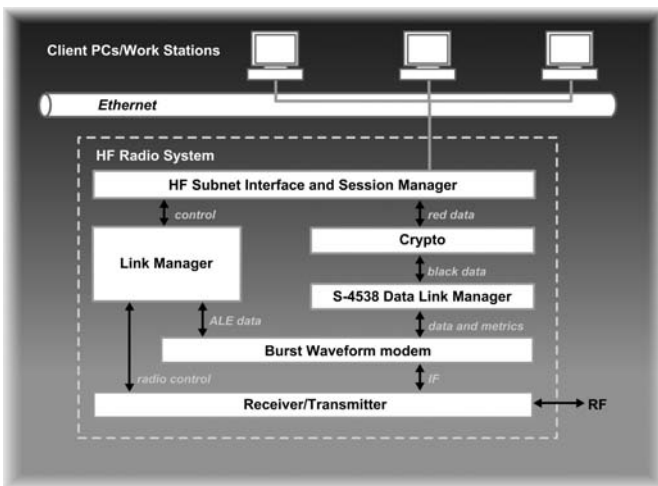 Client PCs/Work Stations
Ethernet
HF Radio System
HF Subnet Interface and Session Manager
control
red data
Link Manager
Crypto
black data
S-4538 Data Link Manager
ALE data
data and metrics
Burst Waveform modem
radio control
IF
Receiver/Transmitter
RF